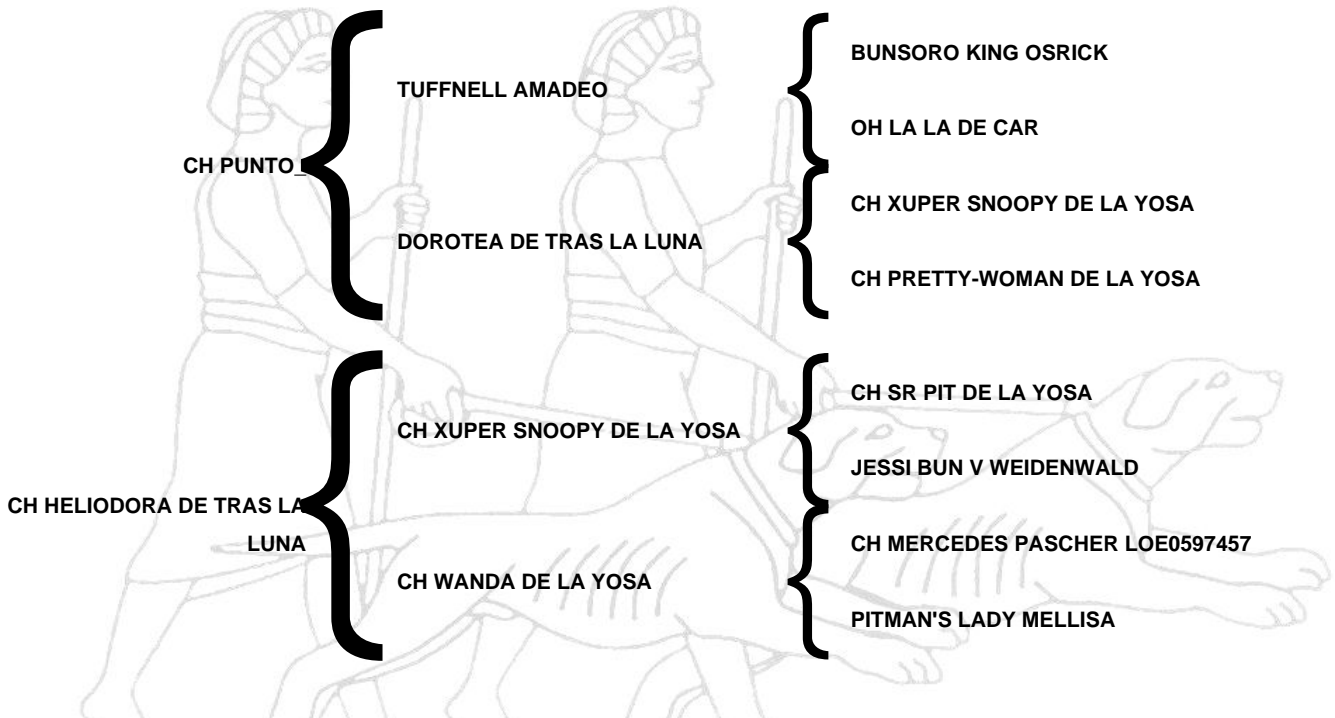 CH PUNTO_
CH HELIODORA DE TRAS LA
LUNA
TUFFNELL AMADEO
DOROTEA DE TRAS LA LUNA
CH XUPER SNOOPY DE LA YOSA
CH WANDA DE LA YOSA
BUNSORO KING OSRICK
OH LA LA DE CAR
CH XUPER SNOOPY DE LA YOSA
CH PRETTY-WOMAN DE LA YOSA
CH SR PIT DE LA YOSA
JESSI BUN V WEIDENWALD
CH MERCEDES PASCHER LOE0597457
PITMAN'S LADY MELLISA